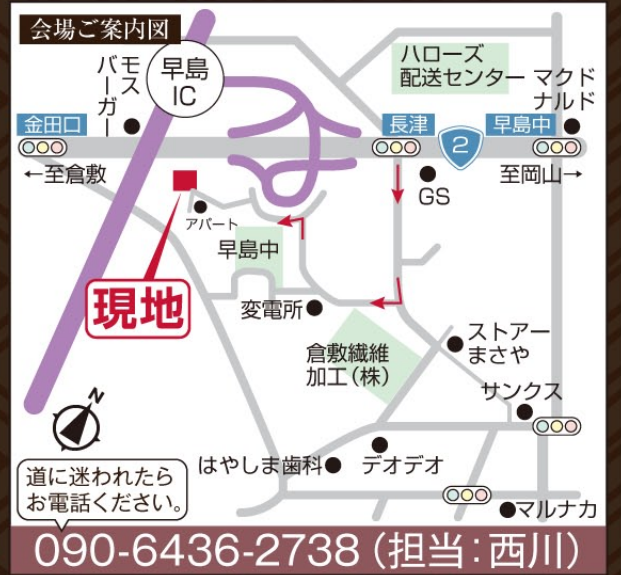 会場ご案内図
モス
バーガー
早島
IC
ハローズ
配送センター
マクド
ナルド
金田口
長津
2
早島中
←至倉敷
GS
至岡山→
アパート
早島中
現地
変電所
倉敷繊維
加工(株)
ストアー
まさや
サンクス
N
はやしま歯科
デオデオ
道に迷われたら
お電話ください。
マルナカ
090-6436-2738(担当:西川)